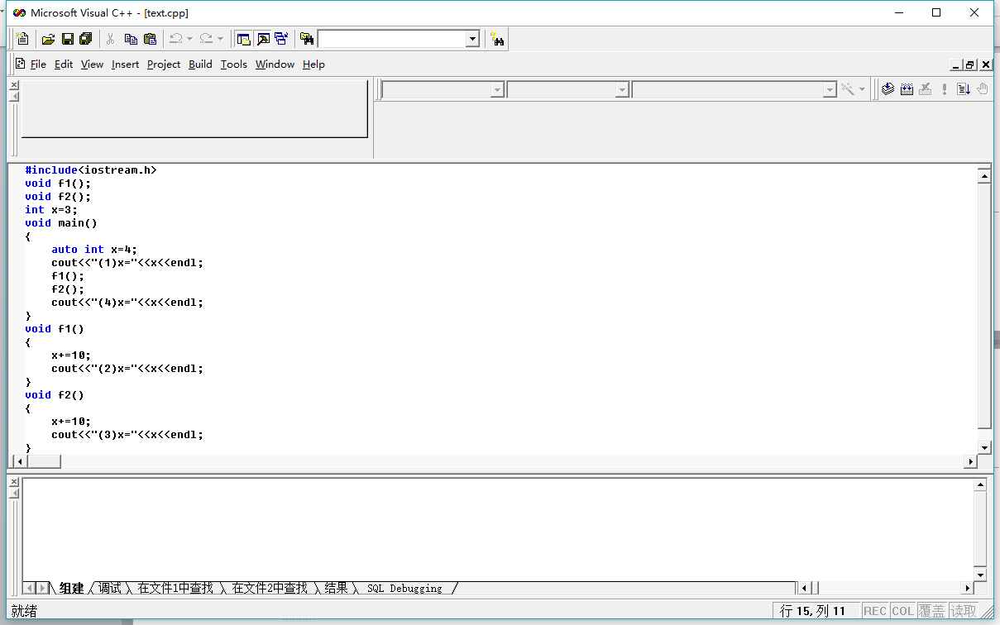 Microsoft Visual C++ - [text.cpp]
File Edit View Insert Project Build Tools Window Help
#include<iostream.h>
void f1();
void f2();
int x=3;
void main()
{
    auto int x=4;
    cout<<"(1)x="<<x<<endl;
    f1();
    f2();
    cout<<"(4)x="<<x<<endl;
}
void f1()
{
    x+=10;
    cout<<"(2)x="<<x<<endl;
}
void f2()
{
    x+=10;
    cout<<"(3)x="<<x<<endl;
}
组建 调试 在文件1中查找 在文件2中查找 结果 SQL Debugging
就绪 行 15, 列 11 REC COL 覆盖 读取